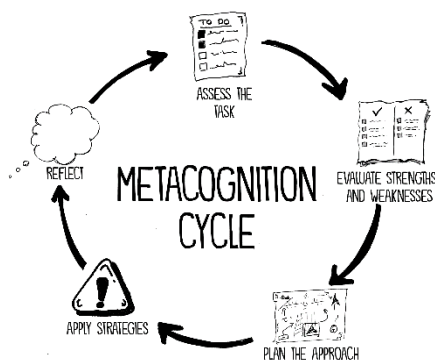 METACOGNITION
CYCLE
TO DO
ASSESS THE
TASK
EVALUATE STRENGTHS
AND WEAKNESSES
PLAN THE APPROACH
APPLY STRATEGIES
REFLECT